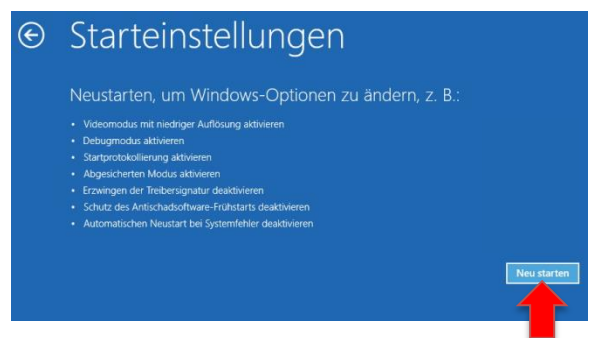 Starteinstellungen
Neustarten, um Windows-Optionen zu ändern, z. B.:
• Videomodus mit niedriger Auflösung aktivieren
• Debugmodus aktivieren
• Startprotokollierung aktivieren
• Abgesicherten Modus aktivieren
• Erzwingen der Treibersignatur deaktivieren
• Schutz des Antischadsoftware-Frühstarts deaktivieren
• Automatischen Neustart bei Systemfehler deaktivieren
Neu starten